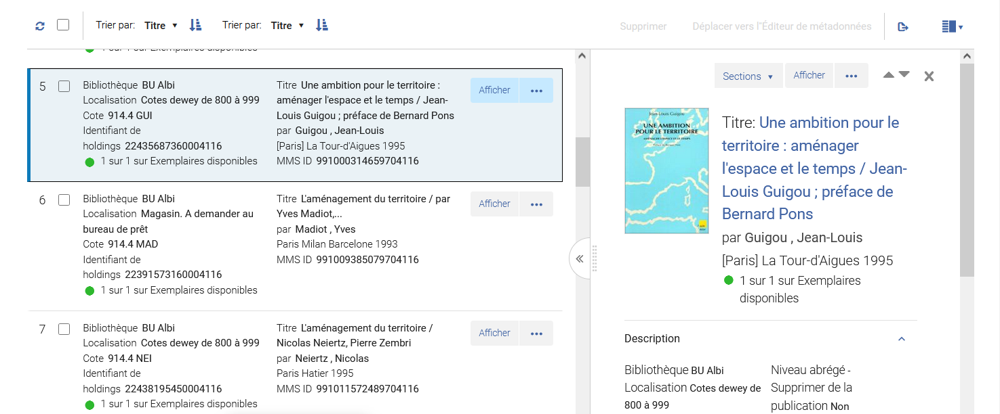 Trier par: Titre ▼ Trier par: Titre ▼ Supprimer Déplacer vers l'Éditeur de métadonnées
1 sur 1 sur Exemplaires disponibles
5
Bibliothèque BU Albi
Localisation Cotes dewey de 800 à 999
Cote 914.4 GUI
Identifiant de
holdings 22435687360004116
1 sur 1 sur Exemplaires disponibles
Titre Une ambition pour le territoire :
aménager l'espace et le temps / Jean-
Louis Guigou ; préface de Bernard Pons
par Guigou , Jean-Louis
[Paris] La Tour-d'Aigues 1995
MMS ID 991000314659704116
Afficher •••
6
Bibliothèque BU Albi
Localisation Magasin. A demander au
bureau de prêt
Cote 914.4 MAD
Identifiant de
holdings 22391573160004116
1 sur 1 sur Exemplaires disponibles
Titre L'aménagement du territoire / par
Yves Madiot,...
par Madiot , Yves
Paris Milan Barcelone 1993
MMS ID 991009385079704116
Afficher •••
7
Bibliothèque BU Albi
Localisation Cotes dewey de 800 à 999
Cote 914.4 NEI
Identifiant de
holdings 22438195450004116
1 sur 1 sur Exemplaires disponibles
Titre L'aménagement du territoire /
Nicolas Neiertz, Pierre Zembri
par Neiertz , Nicolas
Paris Hatier 1995
MMS ID 991011572489704116
Afficher •••
Sections ▼ Afficher •••
Jean-Louis Guigou
UNE AMBITION
POUR LE TERRITOIRE
AMÉNAGER L'ESPACE ET LE TEMPS
Titre: Une ambition pour le
territoire : aménager
l'espace et le temps / Jean-
Louis Guigou ; préface de
Bernard Pons
par Guigou , Jean-Louis
[Paris] La Tour-d'Aigues 1995
1 sur 1 sur Exemplaires
disponibles
Description
Bibliothèque BU Albi
Localisation Cotes dewey de
800 à 999
Niveau abrégé -
Supprimer de la
publication Non